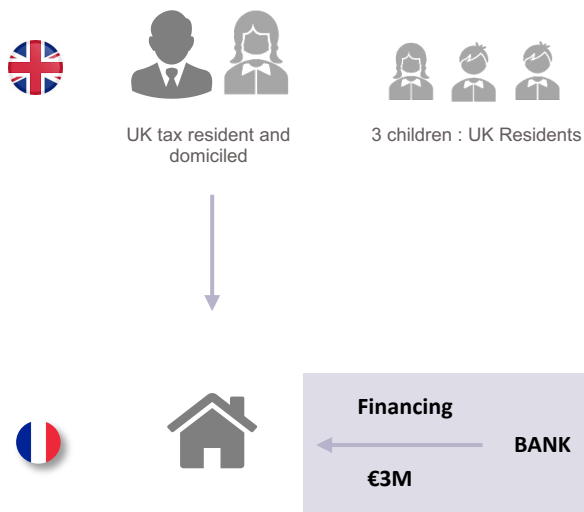 UK tax resident and
domiciled
3 children : UK Residents
Financing
BANK
€3M